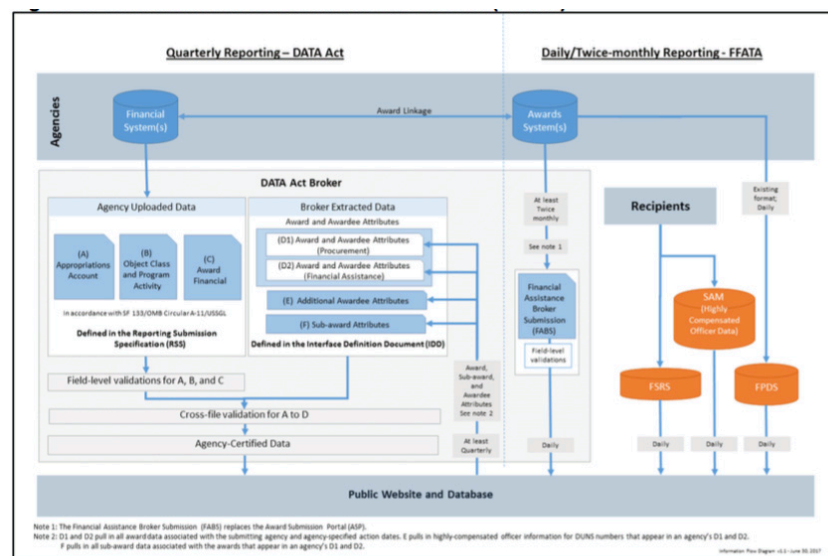 Quarterly Reporting – DATA Act
Daily/Twice-monthly Reporting - FFATA
Agencies
Financial
System(s)
Award Linkage
Awards
System(s)
DATA Act Broker
Agency Uploaded Data
(A)
Appropriations
Account
(B)
Object Class
and Program
Activity
(C)
Award
Financial
In accordance with SF 133/OMB Circular A-11/USSGL
Defined in the Reporting Submission
Specification (RSS)
Broker Extracted Data
Award and Awardee Attributes
(D1) Award and Awardee Attributes
(Procurement)
(D2) Award and Awardee Attributes
(Financial Assistance)
(E) Additional Awardee Attributes
(F) Sub-award Attributes
Defined in the Interface Definition Document (IDD)
Field-level validations for A, B, and C
Cross-file validation for A to D
Agency-Certified Data
Award,
Sub-award,
and
Awardee
Attributes
See note 2
At least
Quarterly
At least
Twice
monthly
See note 1
Financial
Assistance
Broker
Submission
(FABS)
Field-level
validations
Daily
Recipients
Existing
format;
Daily
SAM
(Highly
Compensated
Officer Data)
FSRS
FPDS
Daily
Daily
Daily
Public Website and Database
Note 1: The Financial Assistance Broker Submission (FABS) replaces the Award Submission Portal (ASP).
Note 2: D1 and D2 pull in all award data associated with the submitting agency and agency-specified action dates. E pulls in highly-compensated officer information for DUNS numbers that appear in an agency's D1 and D2.
F pulls in all sub-award data associated with the awards that appear in an agency's D1 and D2.
Information Flow Diagram
June 30, 2017